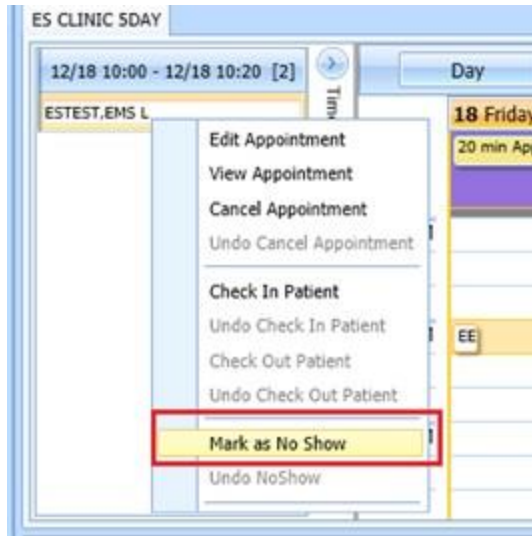 ES CLINIC 5DAY
12/18 10:00 - 12/18 10:20 [2]
Day
Time
18 Friday
ESTEST,EMS L
20 min Ap
Edit Appointment
View Appointment
Cancel Appointment
Undo Cancel Appointment
Check In Patient
Undo Check In Patient
EE
Check Out Patient
Undo Check Out Patient
Mark as No Show
Undo NoShow